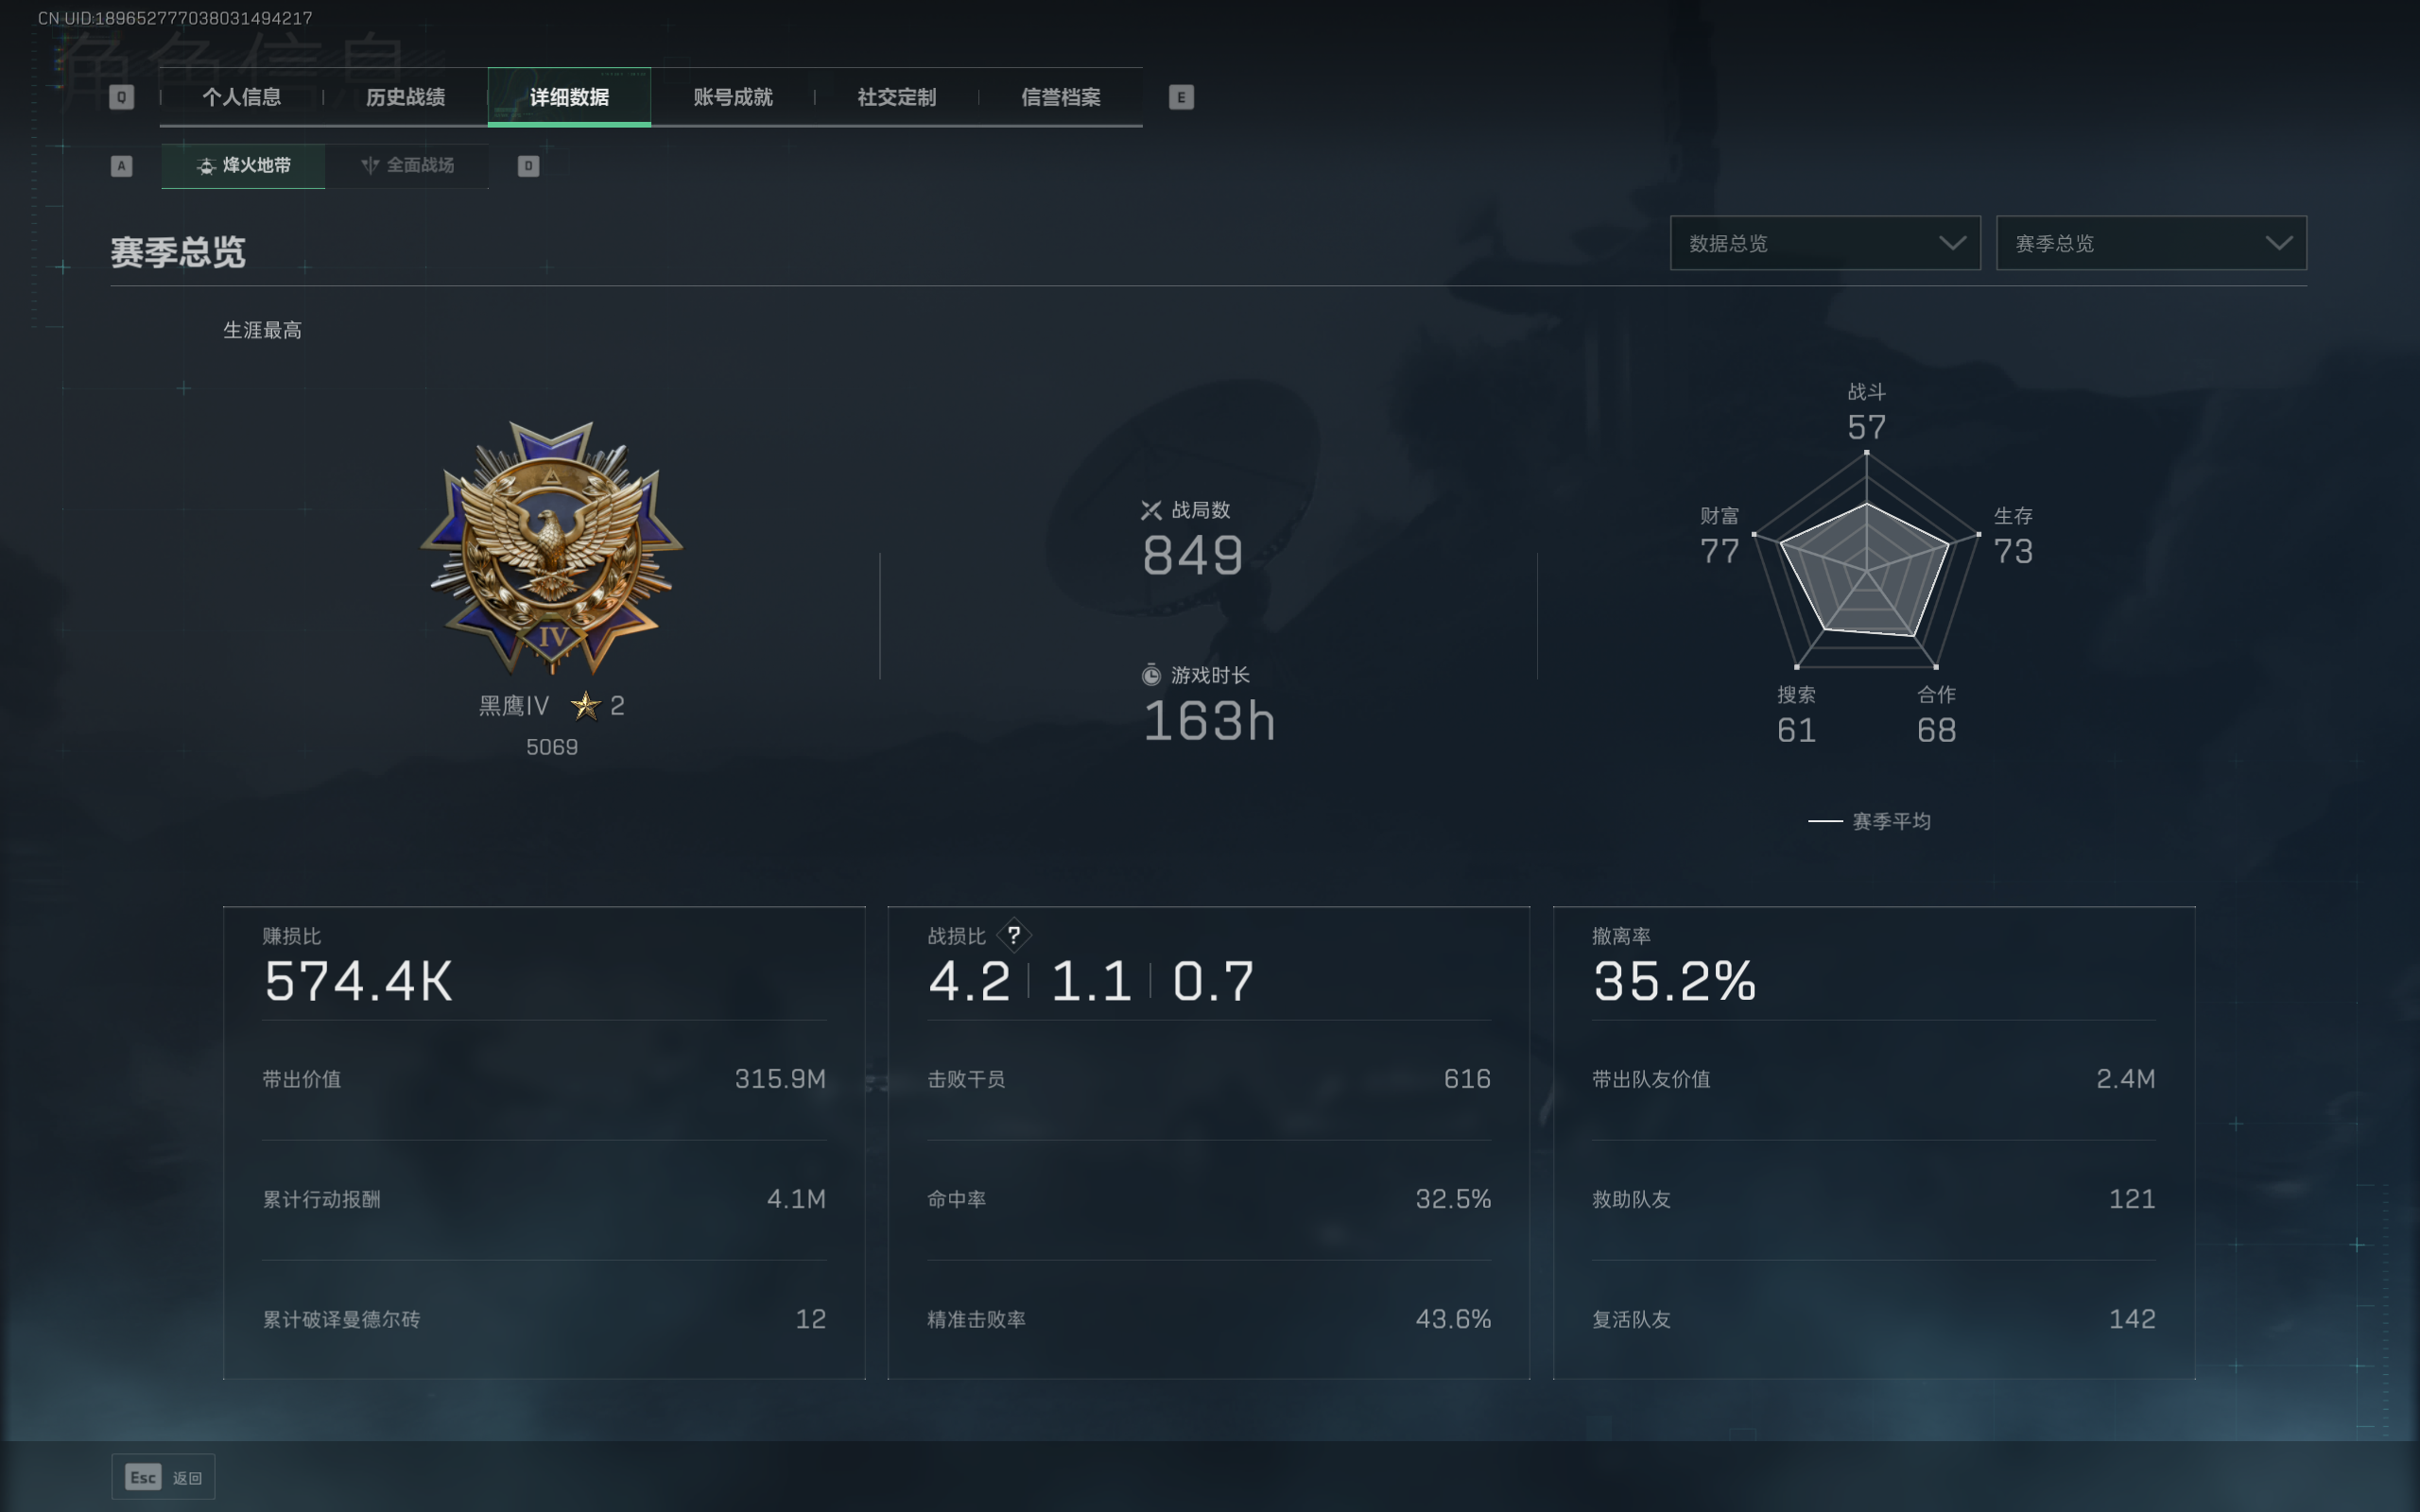 CN UID:189652777038031494217
角色信息
Q 个人信息 历史战绩 详细数据 账号成就 社交定制 信誉档案 E
A 烽火地带 全面战场 D
赛季总览
数据总览 赛季总览
生涯最高
IV
黑鹰IV 2
5069
战局数
849
游戏时长
163h
战斗
57
财富
77
生存
73
搜索
61
合作
68
赛季平均
赚损比
574.4K
带出价值 315.9M
累计行动报酬 4.1M
累计破译曼德尔砖 12
战损比 ?
4.2 1.1 0.7
击败干员 616
命中率 32.5%
精准击败率 43.6%
撤离率
35.2%
带出队友价值 2.4M
救助队友 121
复活队友 142
Esc 返回